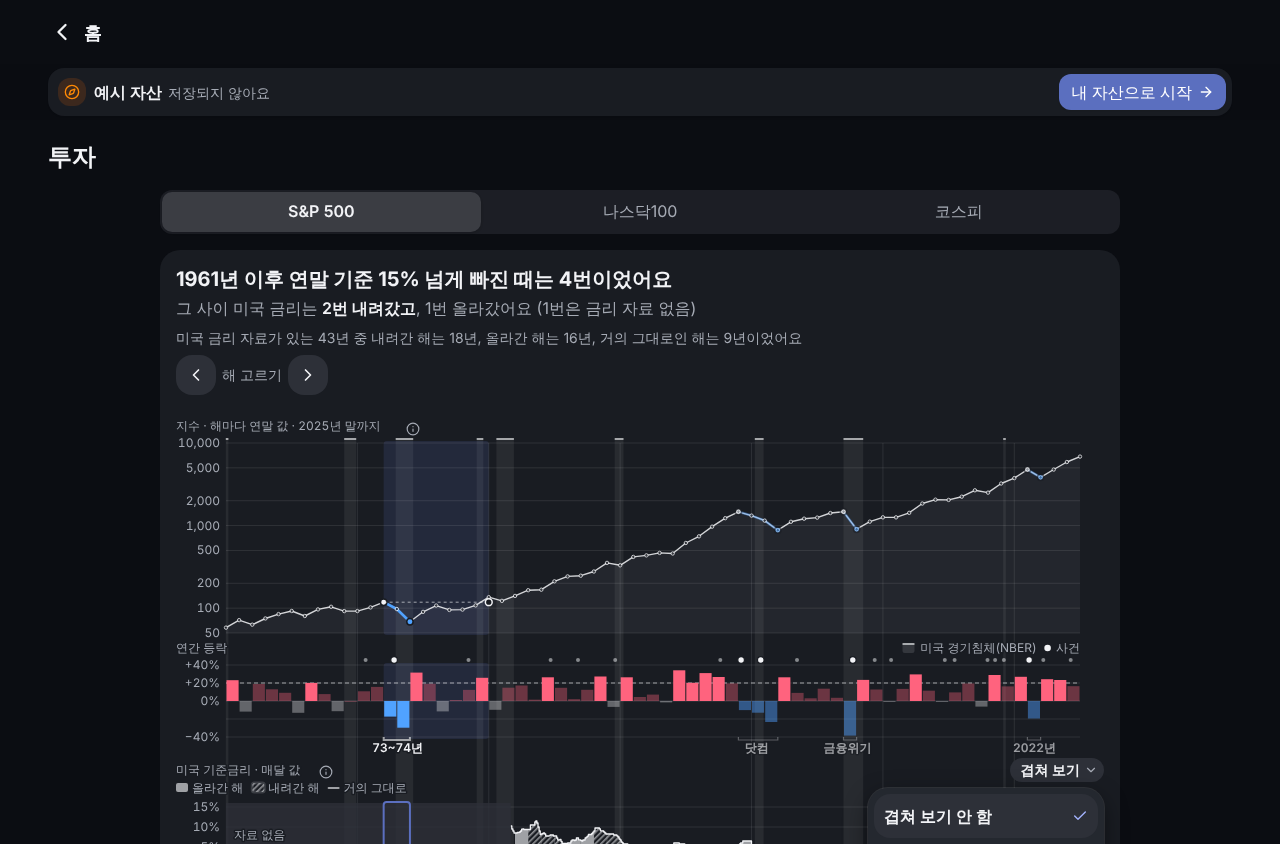 홈
예시 자산 저장되지 않아요
내 자산으로 시작
투자
S&P 500
나스닥100
코스피
1961년 이후 연말 기준 15% 넘게 빠진 때는 4번이었어요
그 사이 미국 금리는 2번 내려갔고, 1번 올라갔어요 (1번은 금리 자료 없음)
미국 금리 자료가 있는 43년 중 내려간 해는 18년, 올라간 해는 16년, 거의 그대로인 해는 9년이었어요
해 고르기
지수 · 해마다 연말 값 · 2025년 말까지
10,000
5,000
2,000
1,000
500
200
100
50
연간 등락
미국 경기침체(NBER)
사건
+40%
+20%
0%
−40%
73~74년
닷컴
금융위기
2022년
미국 기준금리 · 매달 값
겹쳐 보기
올라간 해
내려간 해
거의 그대로
15%
10%
자료 없음
겹쳐 보기 안 함